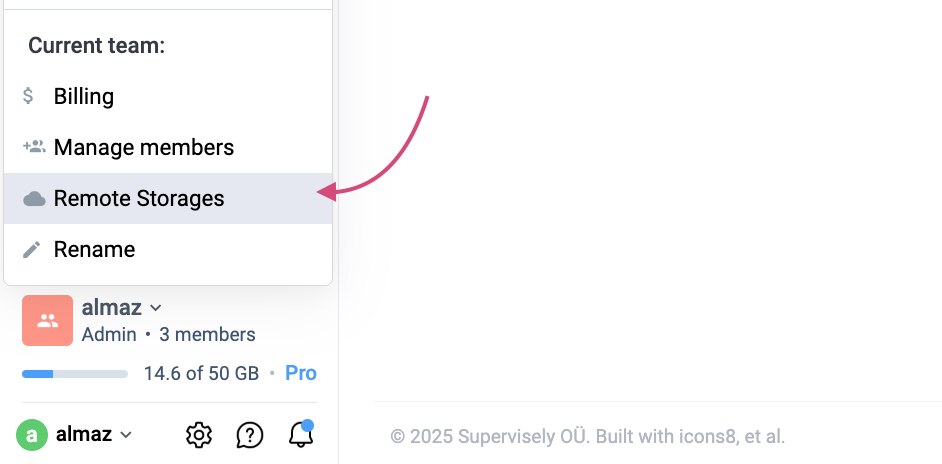 Current team:
$ Billing
Manage members
Remote Storages
Rename
almaz
Admin • 3 members
14.6 of 50 GB • Pro
a almaz
© 2025 Supervisely OÜ. Built with icons8, et al.